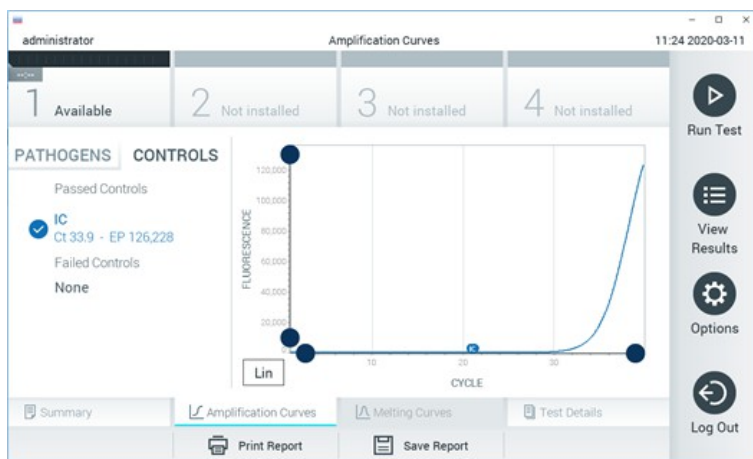 administrator
Amplification Curves
11:24 2020-03-11
--:--
1 Available
2 Not installed
3 Not installed
4 Not installed
Run Test
PATHOGENS
CONTROLS
Passed Controls
IC
Ct 33.9 - EP 126,228
Failed Controls
None
FLUORESCENCE
120,000
100,000
80,000
60,000
40,000
20,000
0
IC
10
20
30
CYCLE
Lin
View
Results
Options
Summary
Amplification Curves
Melting Curves
Test Details
Print Report
Save Report
Log Out